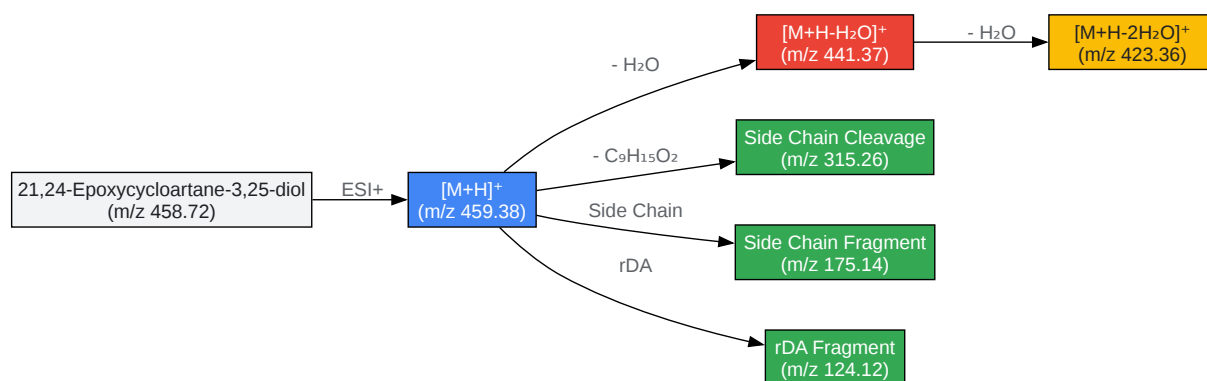 [M+H-H₂O]⁺
(m/z 441.37)
- H₂O
[M+H-2H₂O]⁺
(m/z 423.36)
- H₂O
Side Chain Cleavage
(m/z 315.26)
- C₉H₁₅O₂
21,24-Epoxycycloartane-3,25-diol
(m/z 458.72)
ESI+
[M+H]⁺
(m/z 459.38)
Side Chain
Side Chain Fragment
(m/z 175.14)
rDA
rDA Fragment
(m/z 124.12)